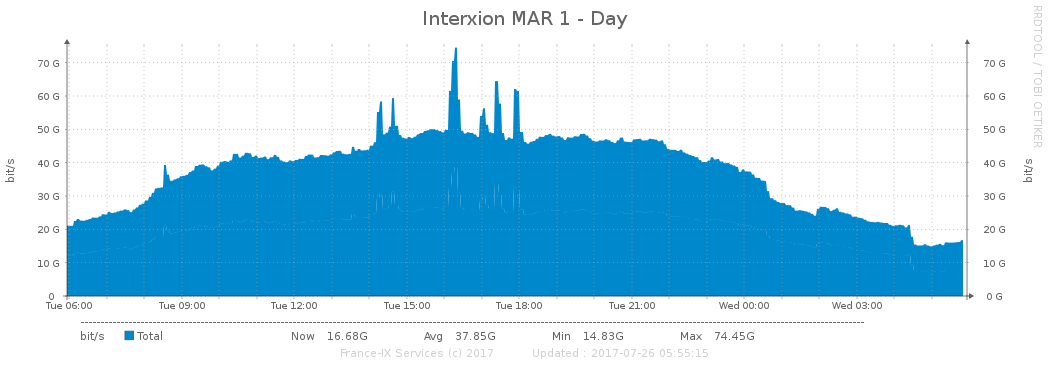 Interxion MAR 1 - Day
RRDTOOL / TOBI OETIKER
bit/s
bit/s
70 G 70 G
60 G 60 G
50 G 50 G
40 G 40 G
30 G 30 G
20 G 20 G
10 G 10 G
0 0 G
Tue 06:00 Tue 09:00 Tue 12:00 Tue 15:00 Tue 18:00 Tue 21:00 Wed 00:00 Wed 03:00
bit/s Total Now 16.68G Avg 37.85G Min 14.83G Max 74.45G
France-IX Services (c) 2017 Updated : 2017-07-26 05:55:15